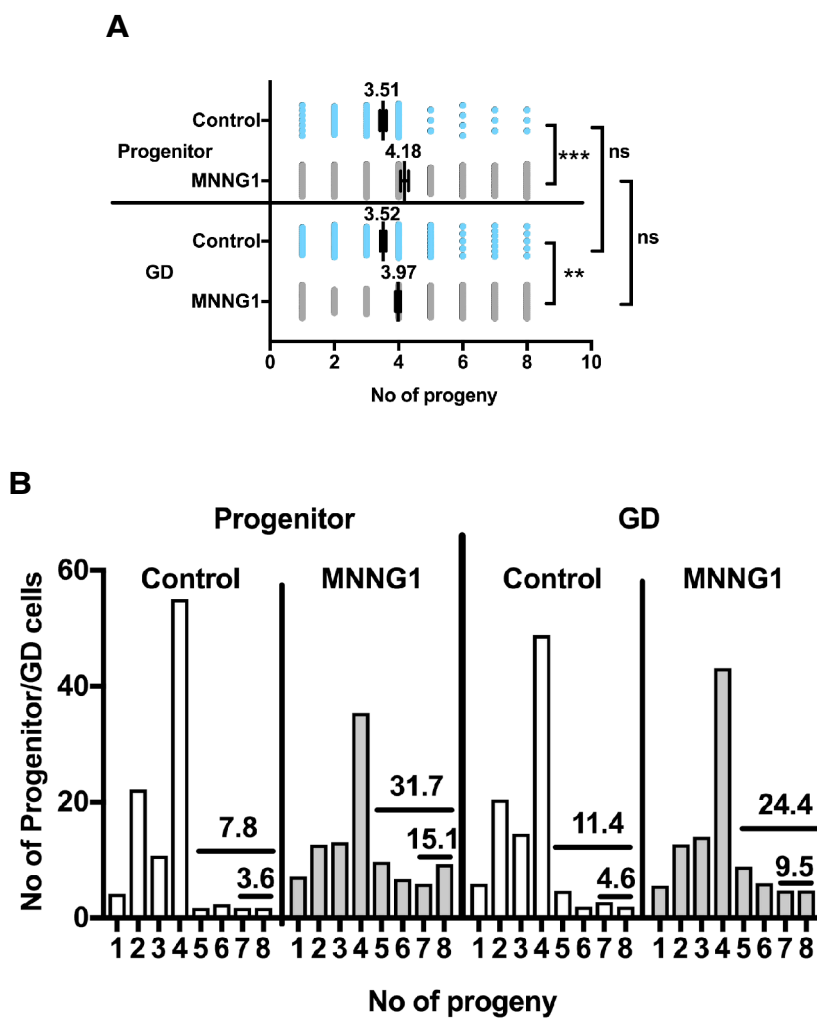 A
3.51
Control
Progenitor
4.18
MNNG1
*** ns
3.52
Control
GD
3.97
MNNG1
** ns
0 2 4 6 8 10
No of progeny
B
Progenitor GD
Control MNNG1 Control MNNG1
No of Progenitor/GD cells
60
40
20
0
7.8 31.7 11.4 24.4
3.6 15.1 4.6 9.5
1 2 3 4 5 6 7 8 1 2 3 4 5 6 7 8 1 2 3 4 5 6 7 8 1 2 3 4 5 6 7 8
No of progeny